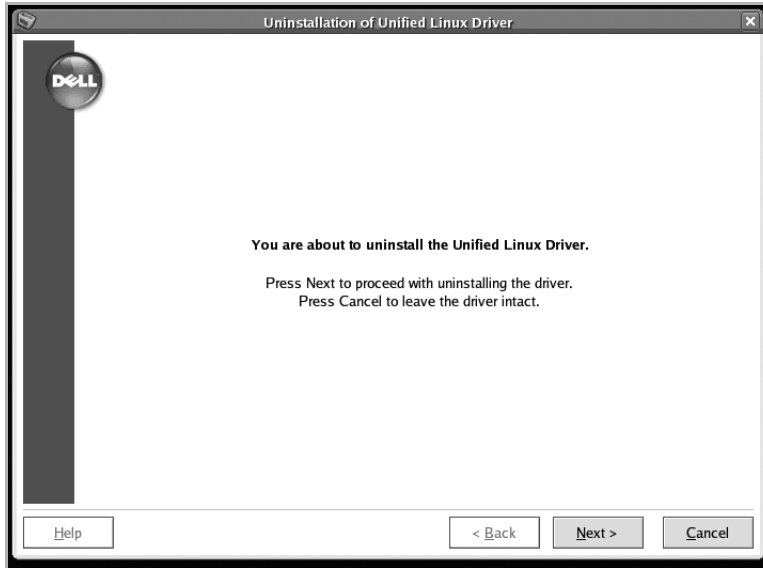 Uninstallation of Unified Linux Driver
DELL
You are about to uninstall the Unified Linux Driver.
Press Next to proceed with uninstalling the driver.
Press Cancel to leave the driver intact.
Help
< Back
Next >
Cancel